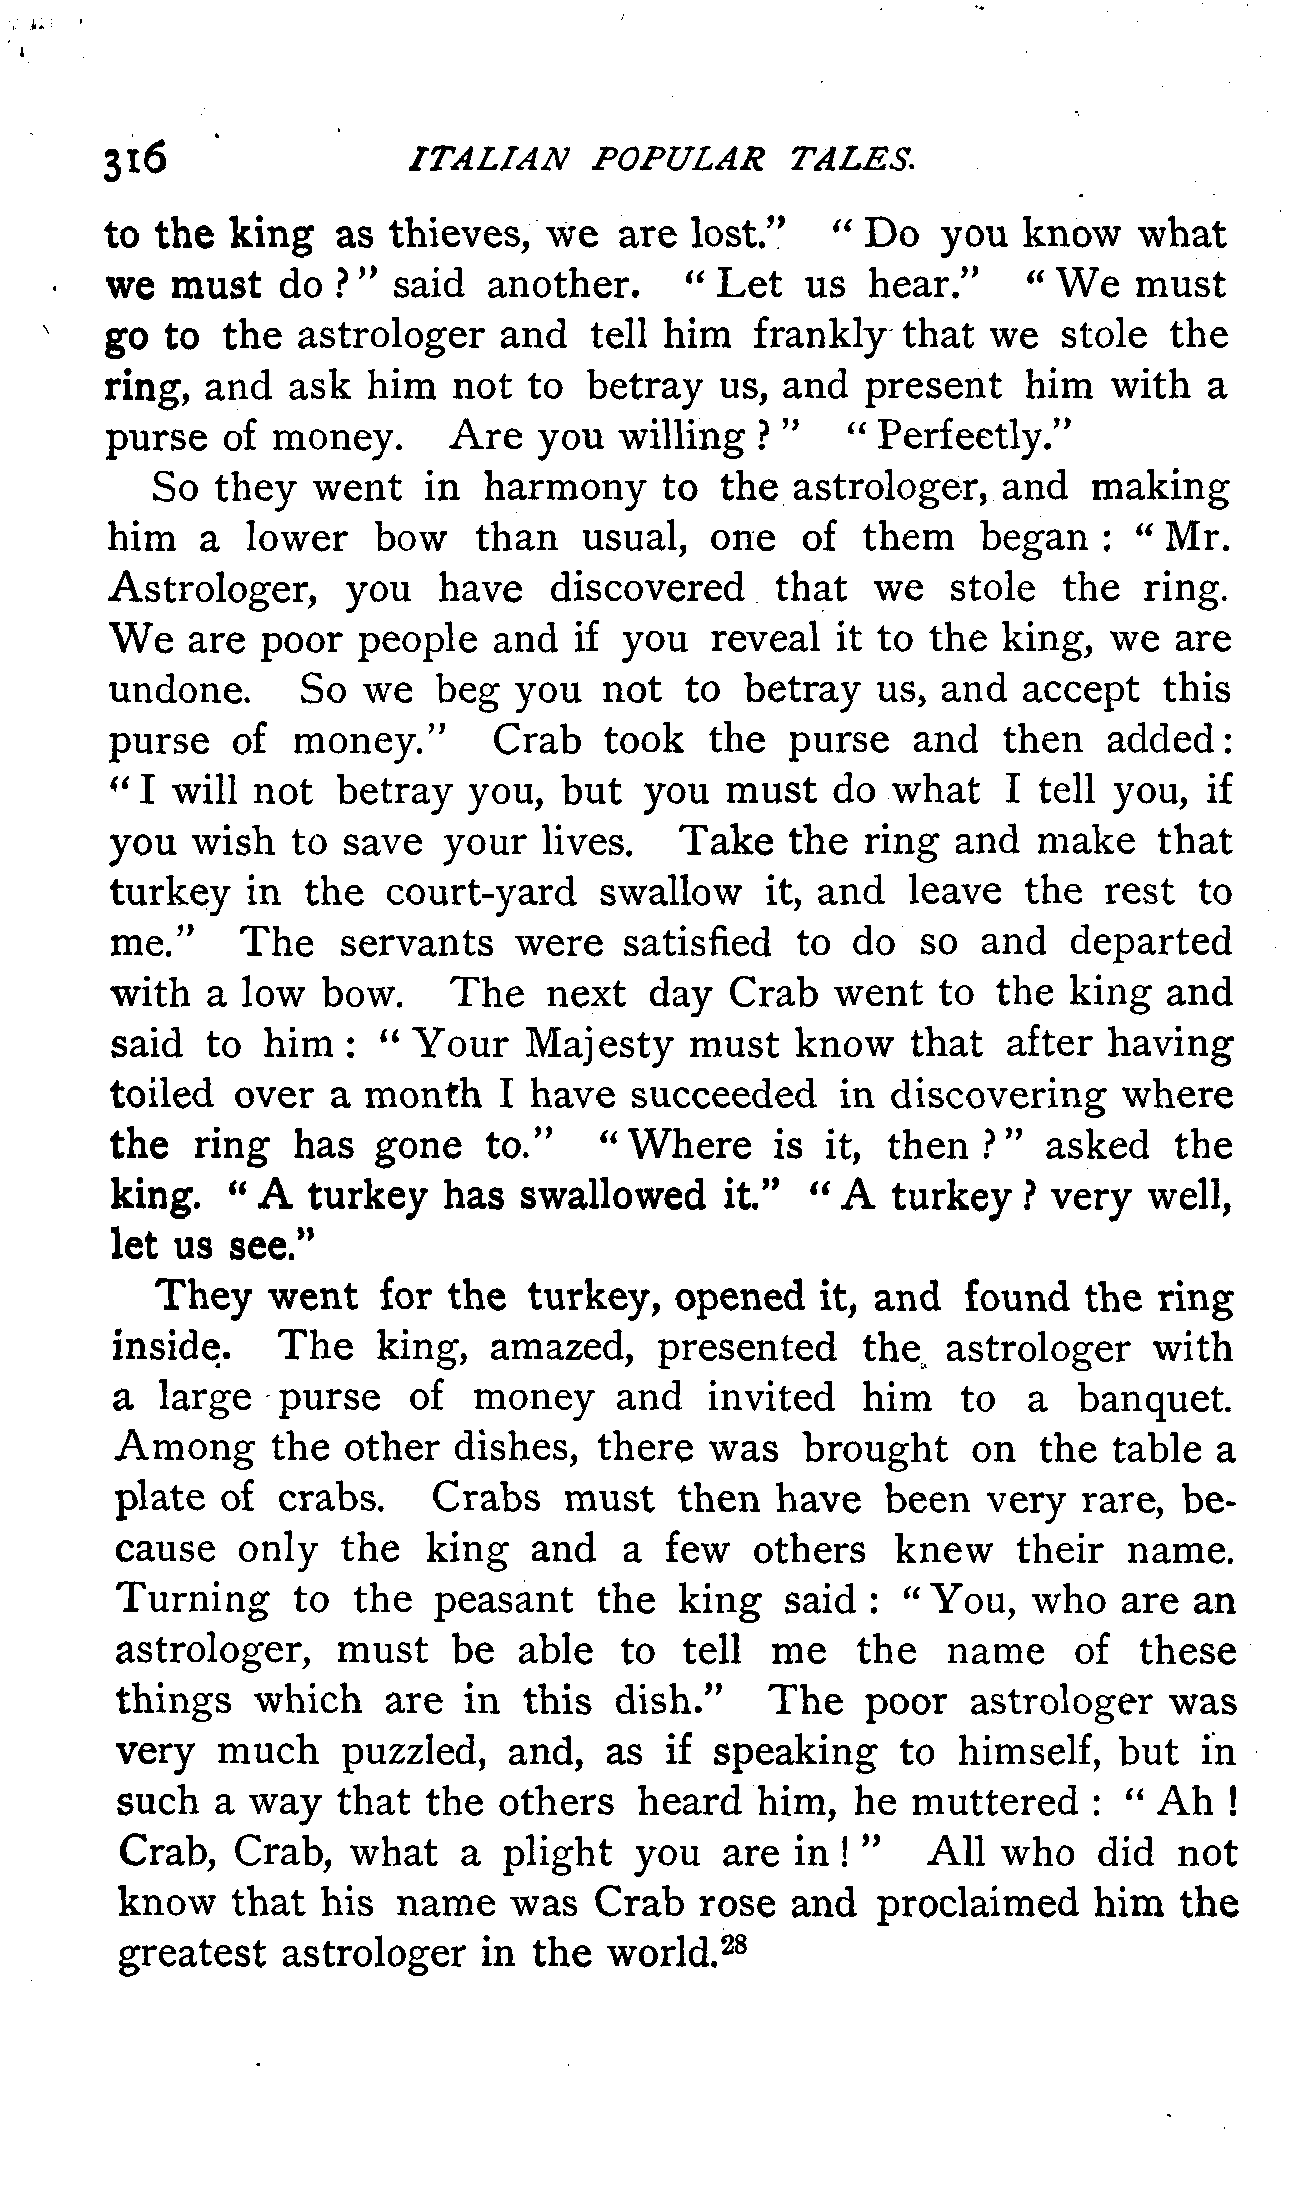 316 ITALIAN POPULAR TALES.
to the king as thieves, we are lost." "Do you know what
we must do?" said another. "Let us hear." "We must
go to the astrologer and tell him frankly that we stole the
ring, and ask him not to betray us, and present him with a
purse of money. Are you willing?" "Perfectly."
So they went in harmony to the astrologer, and making
him a lower bow than usual, one of them began: "Mr.
Astrologer, you have discovered that we stole the ring.
We are poor people and if you reveal it to the king, we are
undone. So we beg you not to betray us, and accept this
purse of money." Crab took the purse and then added:
"I will not betray you, but you must do what I tell you, if
you wish to save your lives. Take the ring and make that
turkey in the court-yard swallow it, and leave the rest to
me." The servants were satisfied to do so and departed
with a low bow. The next day Crab went to the king and
said to him: "Your Majesty must know that after having
toiled over a month I have succeeded in discovering where
the ring has gone to." "Where is it, then?" asked the
king. "A turkey has swallowed it." "A turkey? very well,
let us see."
They went for the turkey, opened it, and found the ring
inside. The king, amazed, presented the astrologer with
a large purse of money and invited him to a banquet.
Among the other dishes, there was brought on the table a
plate of crabs. Crabs must then have been very rare, be-
cause only the king and a few others knew their name.
Turning to the peasant the king said: "You, who are an
astrologer, must be able to tell me the name of these
things which are in this dish." The poor astrologer was
very much puzzled, and, as if speaking to himself, but in
such a way that the others heard him, he muttered: "Ah!
Crab, Crab, what a plight you are in!" All who did not
know that his name was Crab rose and proclaimed him the
greatest astrologer in the world.28